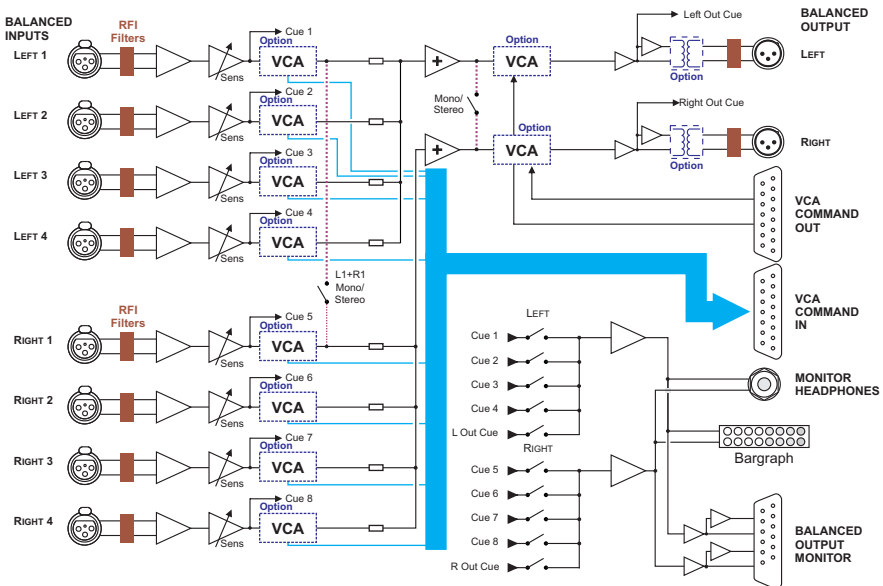 BALANCED
INPUTS
RFI
Filters
LEFT 1
Sens
Cue 1
Option
VCA
LEFT 2
Sens
Cue 2
Option
VCA
LEFT 3
Sens
Cue 3
Option
VCA
LEFT 4
Sens
Cue 4
Option
VCA
L1+R1
Mono/
Stereo
RFI
Filters
RIGHT 1
Sens
Cue 5
Option
VCA
RIGHT 2
Sens
Cue 6
Option
VCA
RIGHT 3
Sens
Cue 7
Option
VCA
RIGHT 4
Sens
Cue 8
Option
VCA
+
Mono/
Stereo
+
Option
VCA
Option
VCA
Left Out Cue
Option
BALANCED
OUTPUT
LEFT
Right Out Cue
Option
RIGHT
VCA
COMMAND
OUT
VCA
COMMAND
IN
LEFT
Cue 1
Cue 2
Cue 3
Cue 4
L Out Cue
RIGHT
Cue 5
Cue 6
Cue 7
Cue 8
R Out Cue
MONITOR
HEADPHONES
Bargraph
BALANCED
OUTPUT
MONITOR